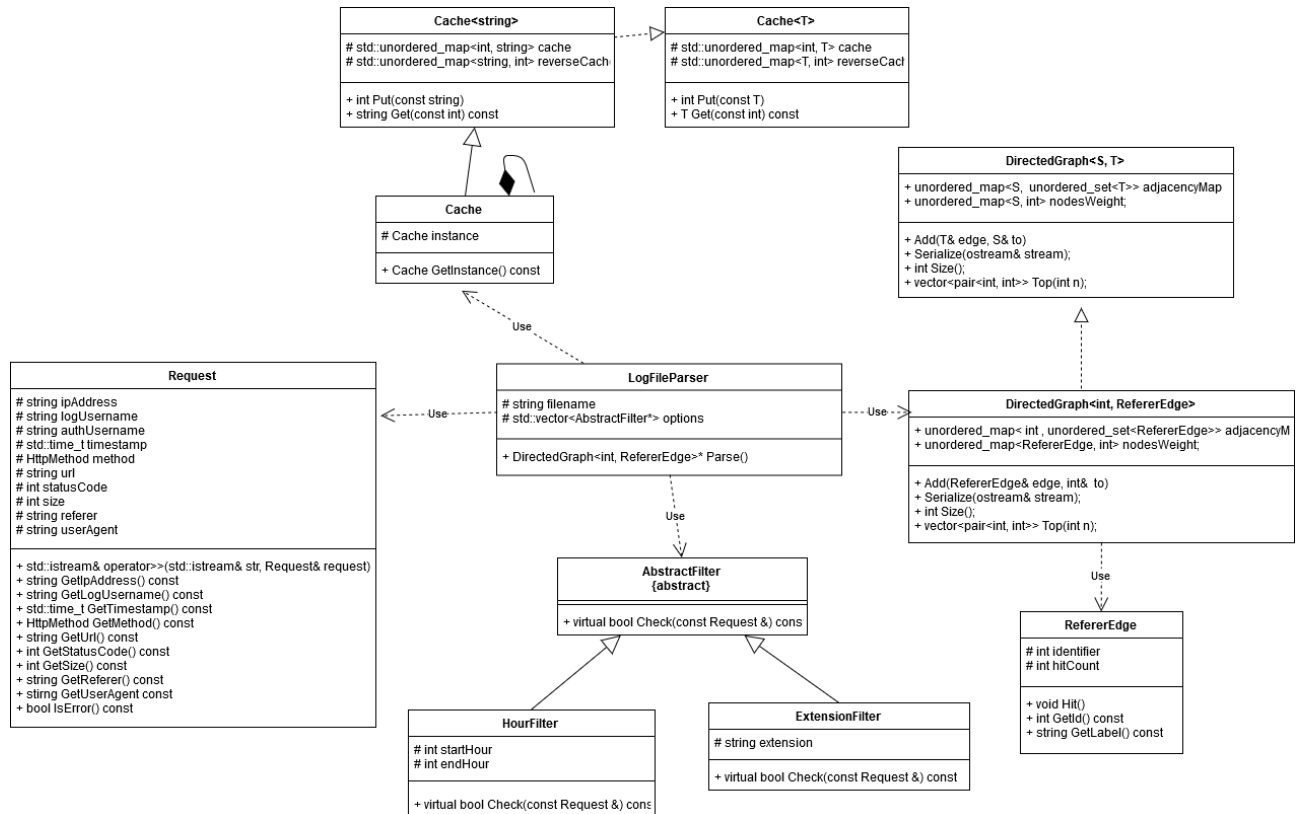 Cache<string>
# std::unordered_map<int, string> cache
# std::unordered_map<string, int> reverseCach
+ int Put(const string)
+ string Get(const int) const
Cache<T>
# std::unordered_map<int, T> cache
# std::unordered_map<T, int> reverseCach
+ int Put(const T)
+ T Get(const int) const
Cache
# Cache instance
+ Cache GetInstance() const
DirectedGraph<S, T>
+ unordered_map<S, unordered_set<T>> adjacencyMap
+ unordered_map<S, int> nodesWeight;
+ Add(T& edge, S& to)
+ Serialize(ostream& stream);
+ int Size();
+ vector<pair<int, int>> Top(int n);
Use
Request
# string ipAddress
# string logUsername
# string authUsername
# std::time_t timestamp
# HttpMethod method
# string url
# int statusCode
# int size
# string referer
# string userAgent
+ std::istream& operator>>(std::istream& str, Request& request)
+ string GetIpAddress() const
+ string GetLogUsername() const
+ std::time_t GetTimestamp() const
+ HttpMethod GetMethod() const
+ string GetUrl() const
+ int GetStatusCode() const
+ int GetSize() const
+ string GetReferer() const
+ stirng GetUserAgent const
+ bool IsError() const
Use
LogFileParser
# string filename
# std::vector<AbstractFilter*> options
+ DirectedGraph<int, RefererEdge>* Parse()
Use
DirectedGraph<int, RefererEdge>
+ unordered_map< int , unordered_set<RefererEdge>> adjacencyM
+ unordered_map<RefererEdge, int> nodesWeight;
+ Add(RefererEdge& edge, int& to)
+ Serialize(ostream& stream);
+ int Size();
+ vector<pair<int, int>> Top(int n);
Use
AbstractFilter
{abstract}
+ virtual bool Check(const Request &) cons
Use
RefererEdge
# int identifier
# int hitCount
+ void Hit()
+ int GetId() const
+ string GetLabel() const
HourFilter
# int startHour
# int endHour
+ virtual bool Check(const Request &) cons
ExtensionFilter
# string extension
+ virtual bool Check(const Request &) const